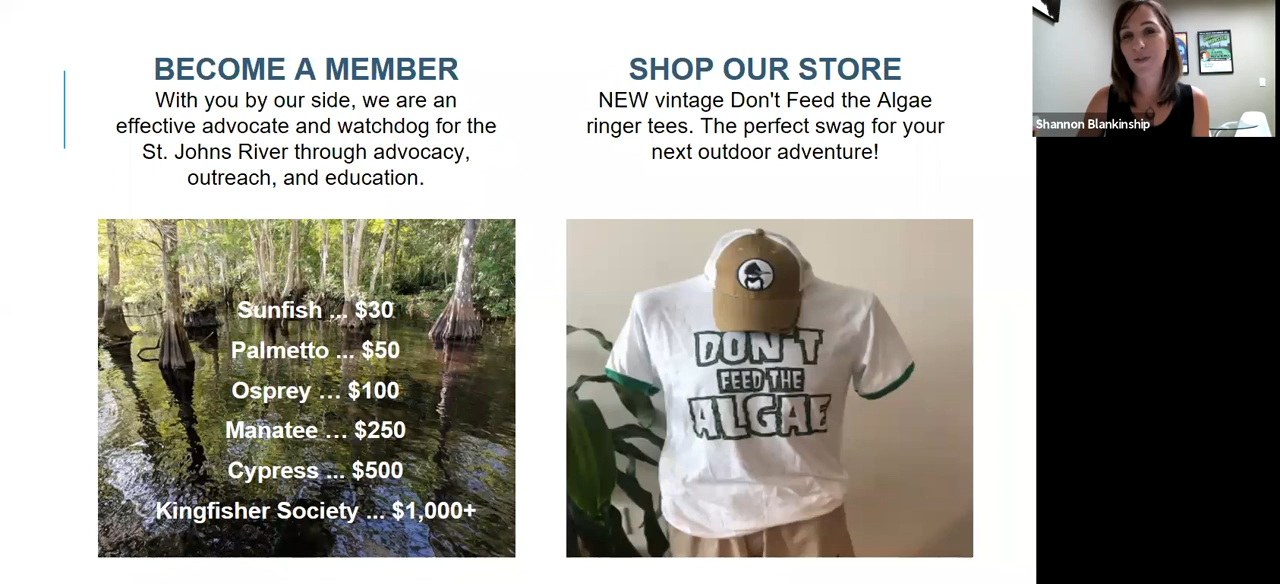 BECOME A MEMBER
With you by our side, we are an
effective advocate and watchdog for the
St. Johns River through advocacy,
outreach, and education.
Sunfish ... $30
Palmetto ... $50
Osprey ... $100
Manatee ... $250
Cypress ... $500
Kingfisher Society ... $1,000+
SHOP OUR STORE
NEW vintage Don't Feed the Algae
ringer tees. The perfect swag for your
next outdoor adventure!
DON'T
FEED THE
ALGAE
Shannon Blankinship